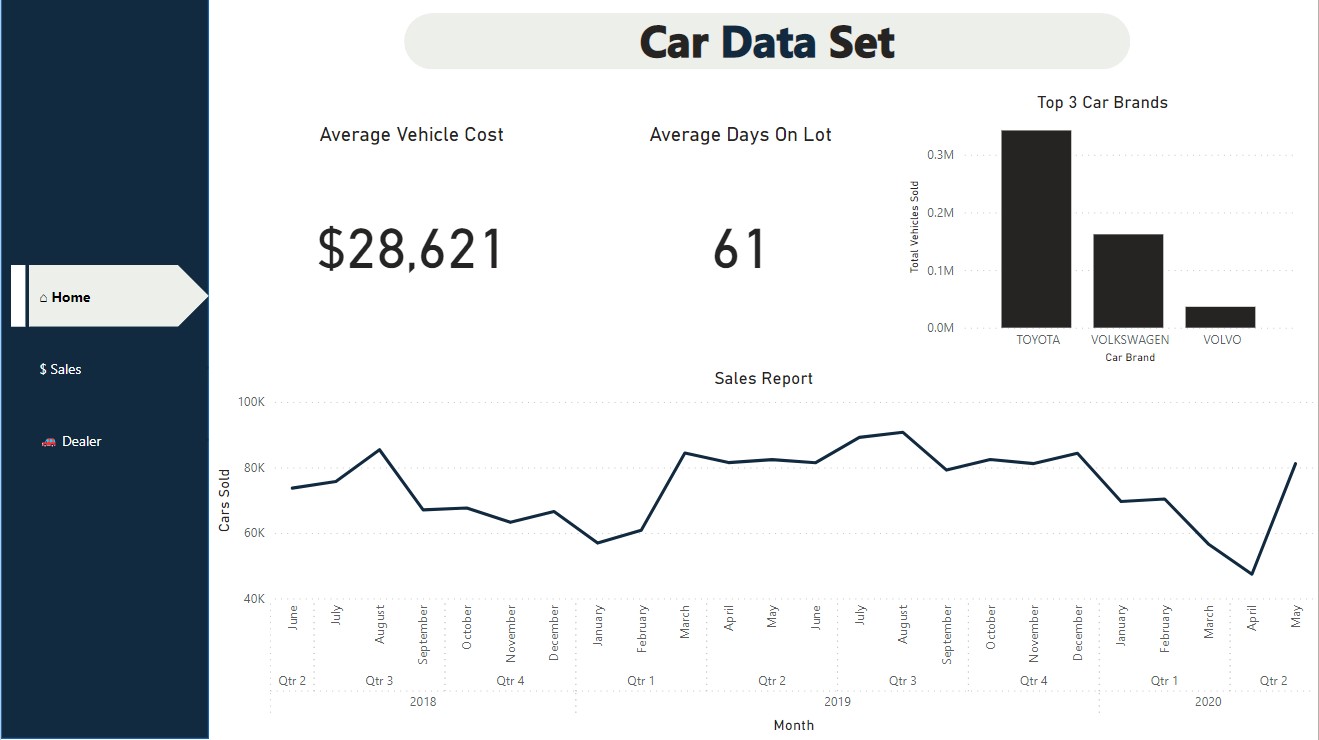 Car Data Set
⌂ Home
$ Sales
🚗 Dealer
Average Vehicle Cost
$28,621
Average Days On Lot
61
Top 3 Car Brands
Total Vehicles Sold
0.3M
0.2M
0.1M
0.0M
TOYOTA VOLKSWAGEN VOLVO
Car Brand
Sales Report
Cars Sold
100K
80K
60K
40K
June July August September October November December January February March April May June July August September October November December January February March April May
Qtr 2 Qtr 3 Qtr 4 Qtr 1 Qtr 2 Qtr 3 Qtr 4 Qtr 1 Qtr 2
2018 2019 2020
Month